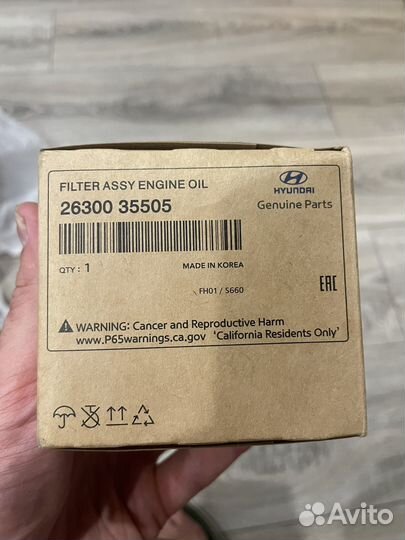 FILTER ASSY ENGINE OIL
26300 35505
HYUNDAI
Genuine Parts
QTY : 1
MADE IN KOREA
FH01 / S660
EAC
WARNING: Cancer and Reproductive Harm
www.P65warnings.ca.gov 'California Residents Only'
Avito